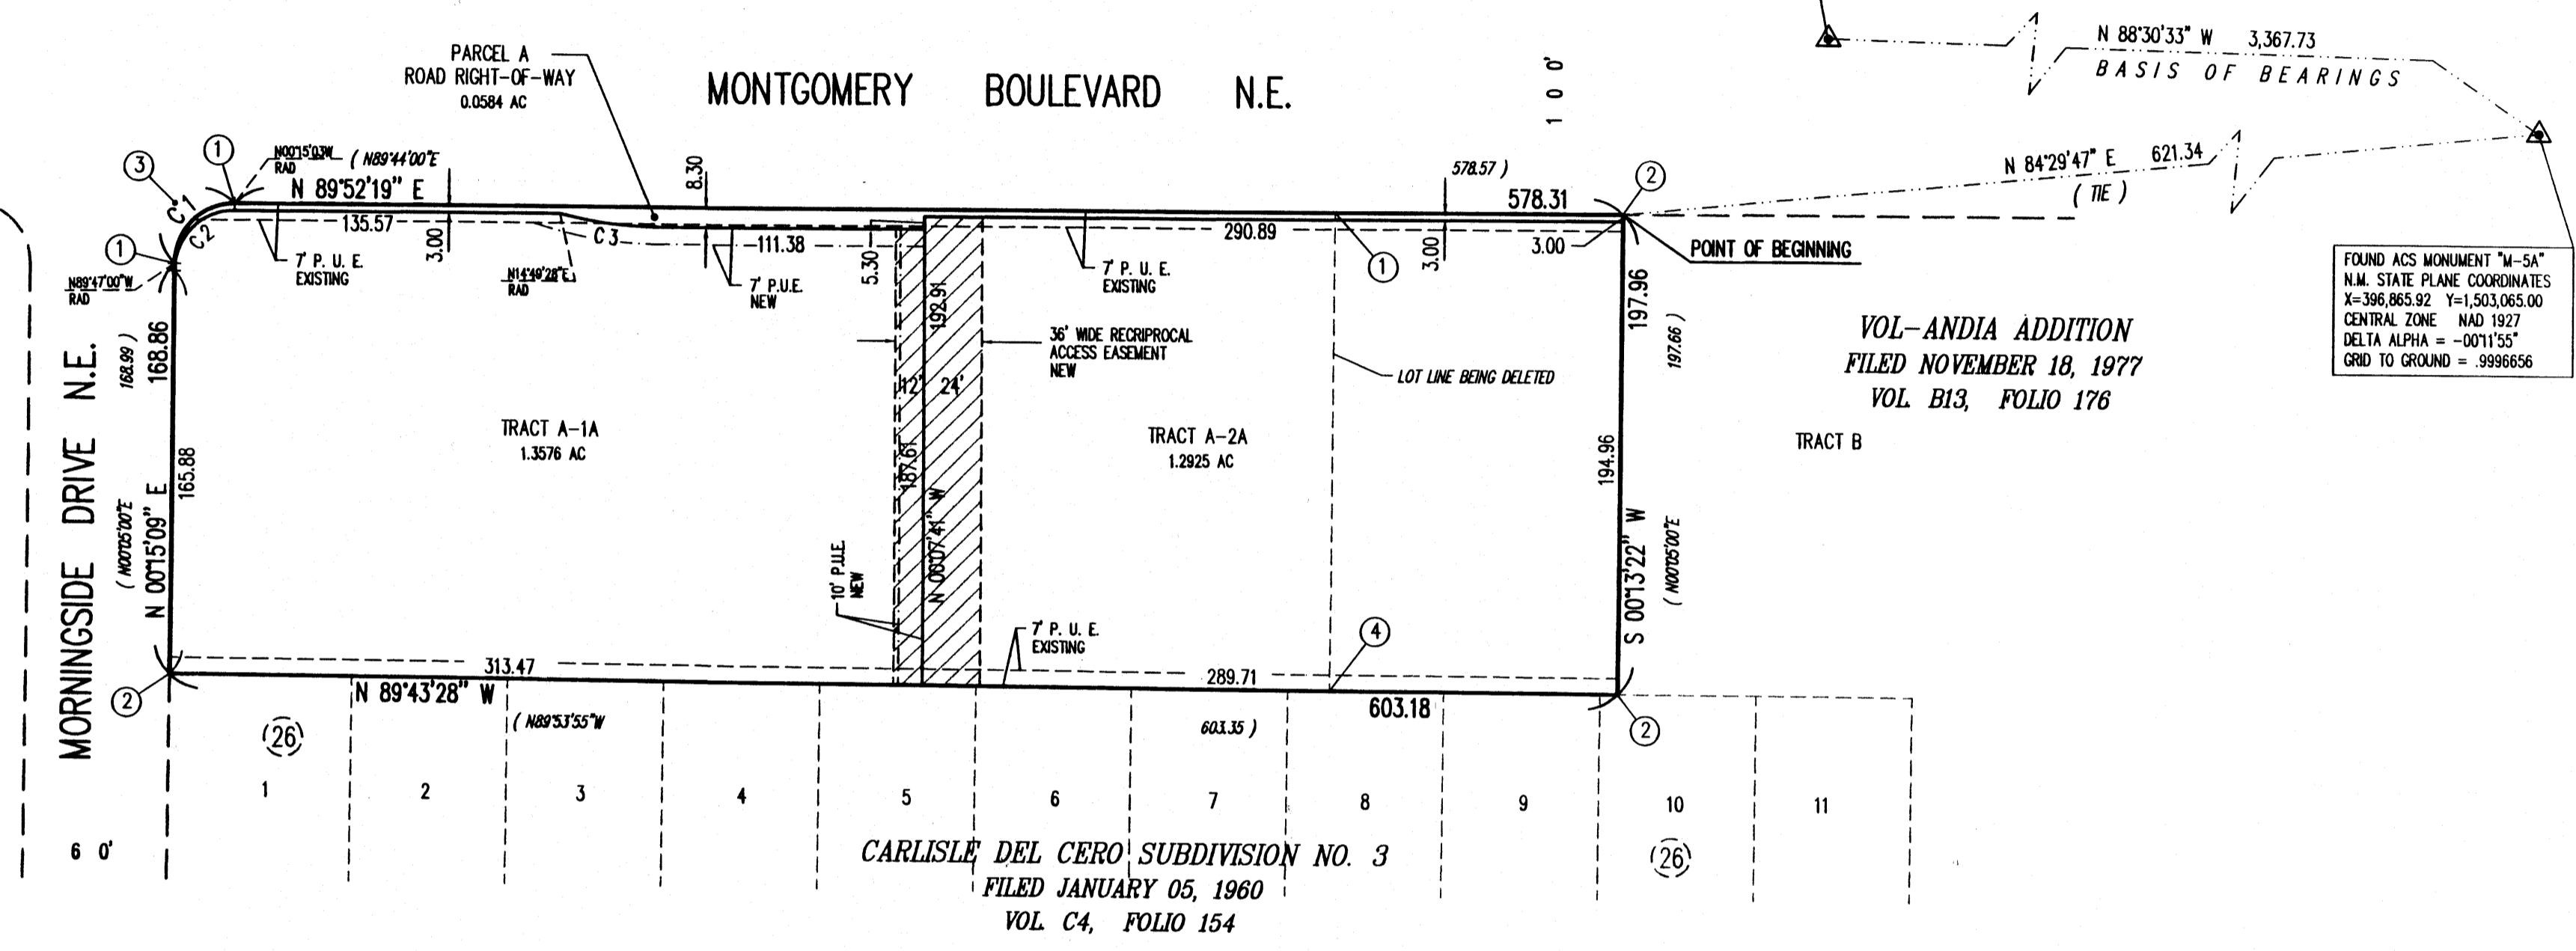 PARCEL A
ROAD RIGHT-OF-WAY
0.0584 AC
MONTGOMERY BOULEVARD N.E.
100'
N 88°30'33" W 3,367.73
BASIS OF BEARINGS
N 84°29'47" E 621.34
( TIE )
3
1
N00°15'03"W
RAD
( N89°44'00"E
578.57 )
N 89°52'19" E
578.31
2
C1
C2
135.57
3.00
8.30
C3
111.38
5.30
290.89
3.00
3.00
1
1
POINT OF BEGINNING
7' P. U. E.
EXISTING
N14°49'28"E
RAD
7' P.U.E.
NEW
7' P. U. E.
EXISTING
N89°47'00"W
RAD
FOUND ACS MONUMENT "M-5A"
N.M. STATE PLANE COORDINATES
X=396,865.92 Y=1,503,065.00
CENTRAL ZONE NAD 1927
DELTA ALPHA = -00°11'55"
GRID TO GROUND = .9996656
MORNINGSIDE DRIVE N.E.
60'
168.86
168.99 )
165.88
N 00°15'09" E
( N00°05'00"E
192.91
187.61
N 00°07'41" W
12' 24'
36' WIDE RECRIPROCAL
ACCESS EASEMENT
NEW
LOT LINE BEING DELETED
197.96
197.66 )
194.96
S 00°13'22" W
( N00°05'00"E
VOL-ANDIA ADDITION
FILED NOVEMBER 18, 1977
VOL. B13, FOLIO 176
TRACT B
TRACT A-1A
1.3576 AC
TRACT A-2A
1.2925 AC
10' P.U.E.
NEW
7' P. U. E.
EXISTING
4
313.47
289.71
2
N 89°43'28" W
603.18
( N89°53'55"W
603.35 )
2
26
1 2 3 4 5 6 7 8 9 10 11
26
CARLISLE DEL CERO SUBDIVISION NO. 3
FILED JANUARY 05, 1960
VOL. C4, FOLIO 154